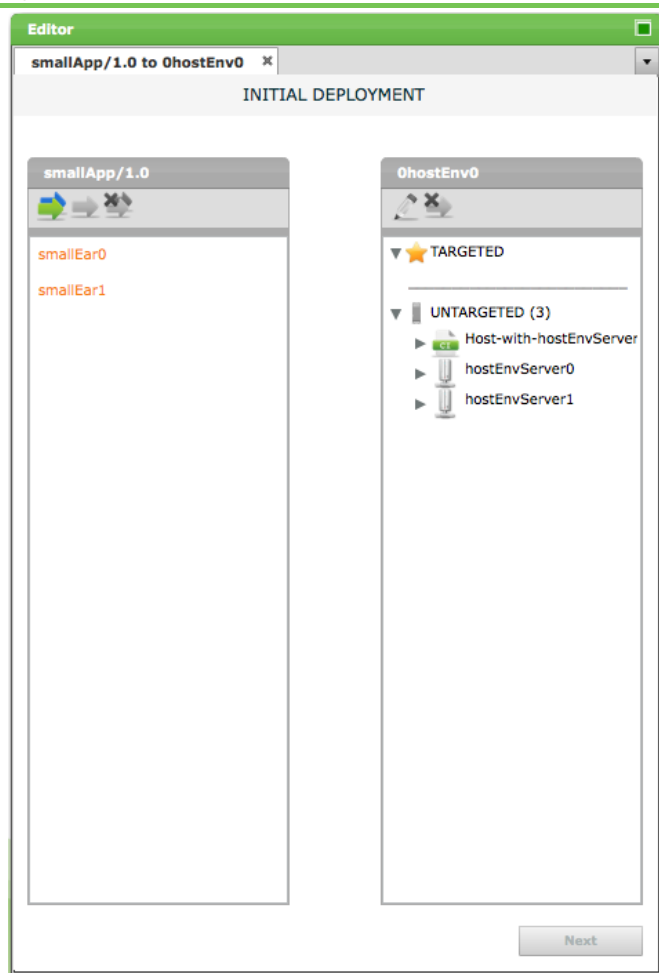 Editor
smallApp/1.0 to 0hostEnv0
INITIAL DEPLOYMENT
smallApp/1.0
smallEar0
smallEar1
0hostEnv0
TARGETED
UNTARGETED (3)
CI
Host-with-hostEnvServer
hostEnvServer0
hostEnvServer1
Next